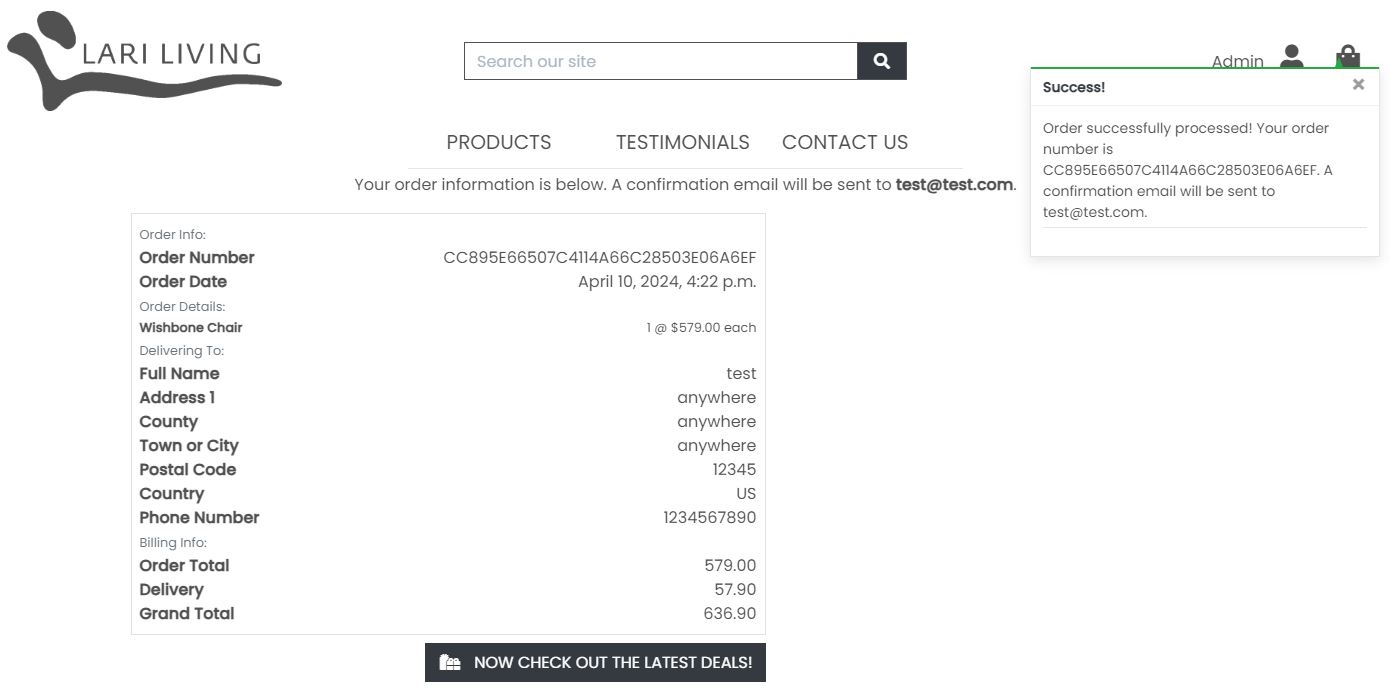 LARI LIVING
Search our site
Admin
Success!
Order successfully processed! Your order
number is
CC895E66507C4114A66C28503E06A6EF. A
confirmation email will be sent to
test@test.com.
PRODUCTS TESTIMONIALS CONTACT US
Your order information is below. A confirmation email will be sent to test@test.com.
Order Info:
Order Number CC895E66507C4114A66C28503E06A6EF
Order Date April 10, 2024, 4:22 p.m.
Order Details:
Wishbone Chair 1 @ $579.00 each
Delivering To:
Full Name test
Address 1 anywhere
County anywhere
Town or City anywhere
Postal Code 12345
Country US
Phone Number 1234567890
Billing Info:
Order Total 579.00
Delivery 57.90
Grand Total 636.90
NOW CHECK OUT THE LATEST DEALS!